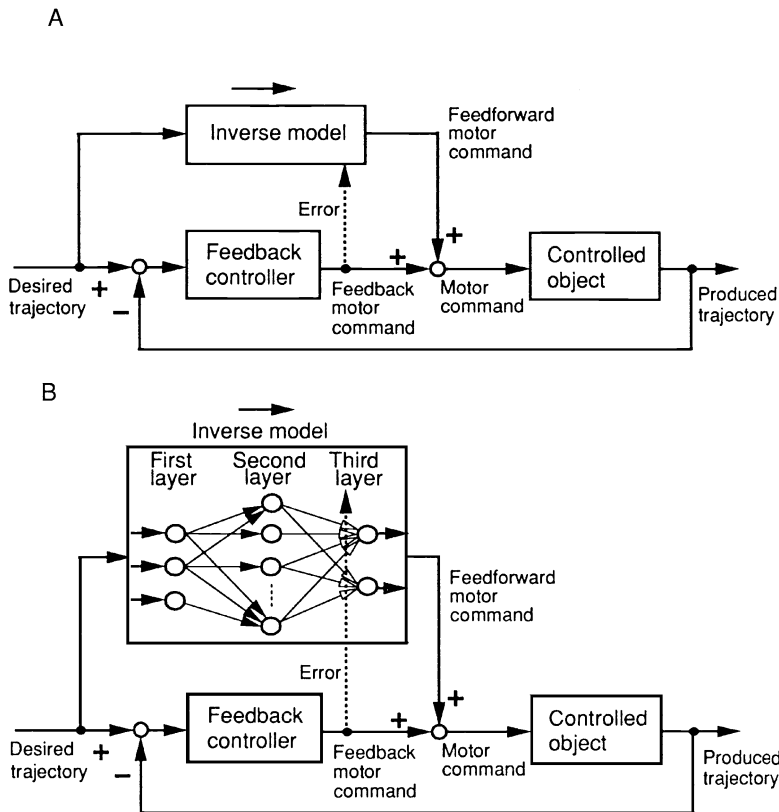 A
Inverse model
Feedforward
motor
command
Error
Feedback
controller
+
+
Controlled
object
Desired
trajectory
+
−
Feedback
motor
command
Motor
command
Produced
trajectory
B
Inverse model
First
layer
Second
layer
Third
layer
Feedforward
motor
command
Error
Feedback
controller
+
+
Controlled
object
Desired
trajectory
+
−
Feedback
motor
command
Motor
command
Produced
trajectory